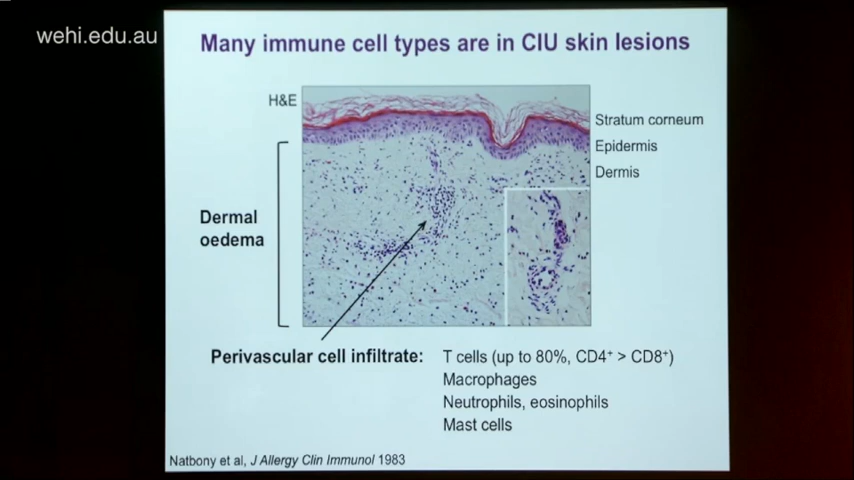 wehi.edu.au
Many immune cell types are in CIU skin lesions
H&E
Stratum corneum
Epidermis
Dermis
Dermal
oedema
Perivascular cell infiltrate:
T cells (up to 80%, CD4⁺ > CD8⁺)
Macrophages
Neutrophils, eosinophils
Mast cells
Natbony et al, J Allergy Clin Immunol 1983